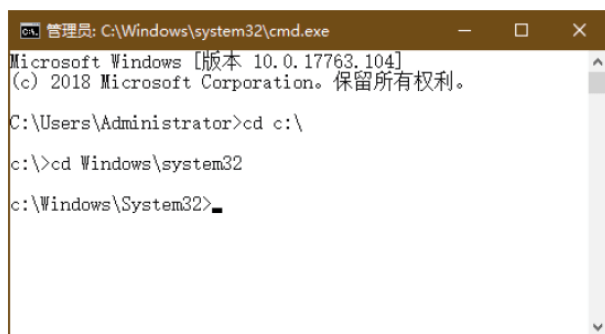 管理员: C:\Windows\system32\cmd.exe
Microsoft Windows [版本 10.0.17763.104]
(c) 2018 Microsoft Corporation。保留所有权利。
C:\Users\Administrator>cd c:\
c:\>cd Windows\system32
c:\Windows\System32>